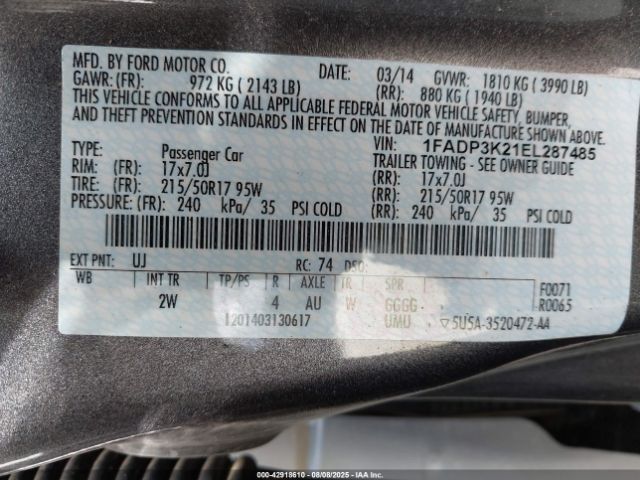 MFD. BY FORD MOTOR CO. DATE: 03/14 GVWR: 1810 KG ( 3990 LB)
GAWR: (FR): 972 KG ( 2143 LB) (RR): 880 KG ( 1940 LB)
THIS VEHICLE CONFORMS TO ALL APPLICABLE FEDERAL MOTOR VEHICLE SAFETY, BUMPER,
AND THEFT PREVENTION STANDARDS IN EFFECT ON THE DATE OF MANUFACTURE SHOWN ABOVE.
VIN: 1FADP3K21EL287485
TYPE: Passenger Car TRAILER TOWING - SEE OWNER GUIDE
RIM: (FR): 17x7.0J (RR): 17x7.0J
TIRE: (FR): 215/50R17 95W (RR): 215/50R17 95W
PRESSURE: (FR): 240 kPa/ 35 PSI COLD (RR): 240 kPa/ 35 PSI COLD
EXT PNT: UJ RC: 74 DSO:
WB INT TR TP/PS R AXLE TR SPR F0071
2W 4 AU W GGGG R0065
1201403130617 UMU ▽5U5A-3520472-AA
000-42918610 - 08/08/2025 - IAA Inc.